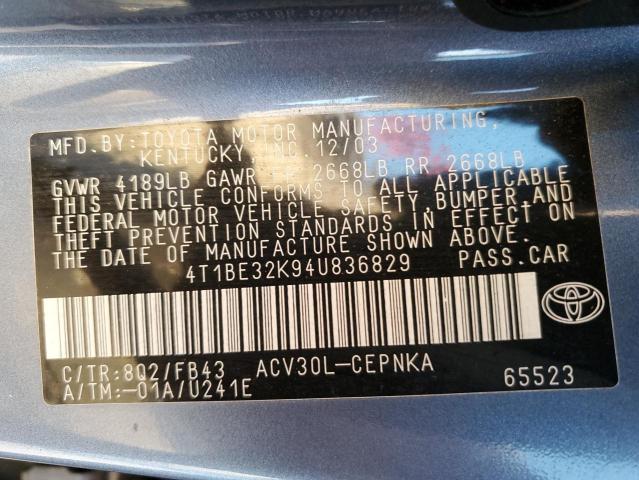 MFD.BY:TOYOTA MOTOR MANUFACTURING,
KENTUCKY, INC. 12/03
GVWR 4189LB GAWR FR 2668LB RR 2668LB
THIS VEHICLE CONFORMS TO ALL APPLICABLE
FEDERAL MOTOR VEHICLE SAFETY, BUMPER, AND
THEFT PREVENTION STANDARDS IN EFFECT ON
THE DATE OF MANUFACTURE SHOWN ABOVE.
4T1BE32K94U836829 PASS.CAR
C/TR:8Q2/FB43 ACV30L-CEPNKA
A/TM:-01A/U241E 65523